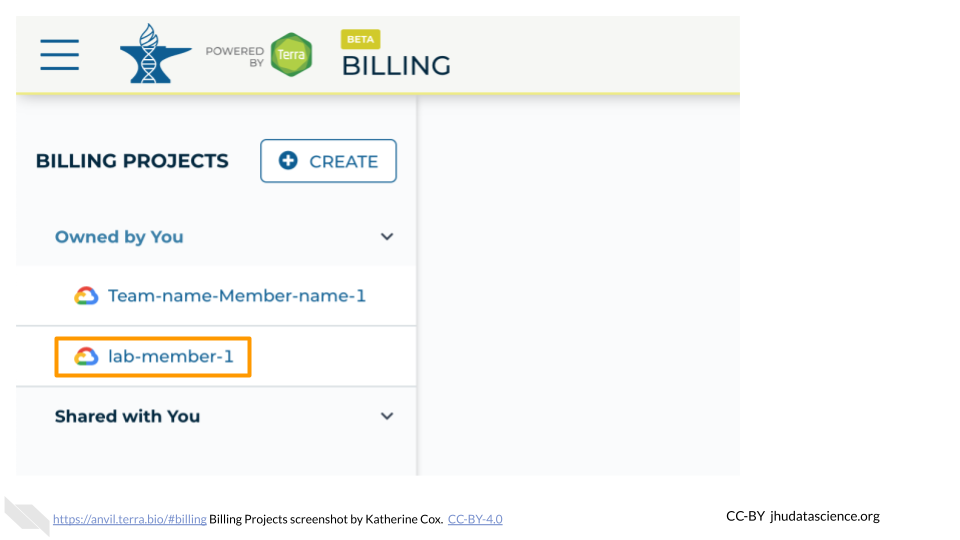 POWERED
BY
Terra
BETA
BILLING
BILLING PROJECTS
CREATE
Owned by You
Team-name-Member-name-1
lab-member-1
Shared with You
https://anvil.terra.bio/#billing Billing Projects screenshot by Katherine Cox. CC-BY-4.0
CC-BY jhudatascience.org